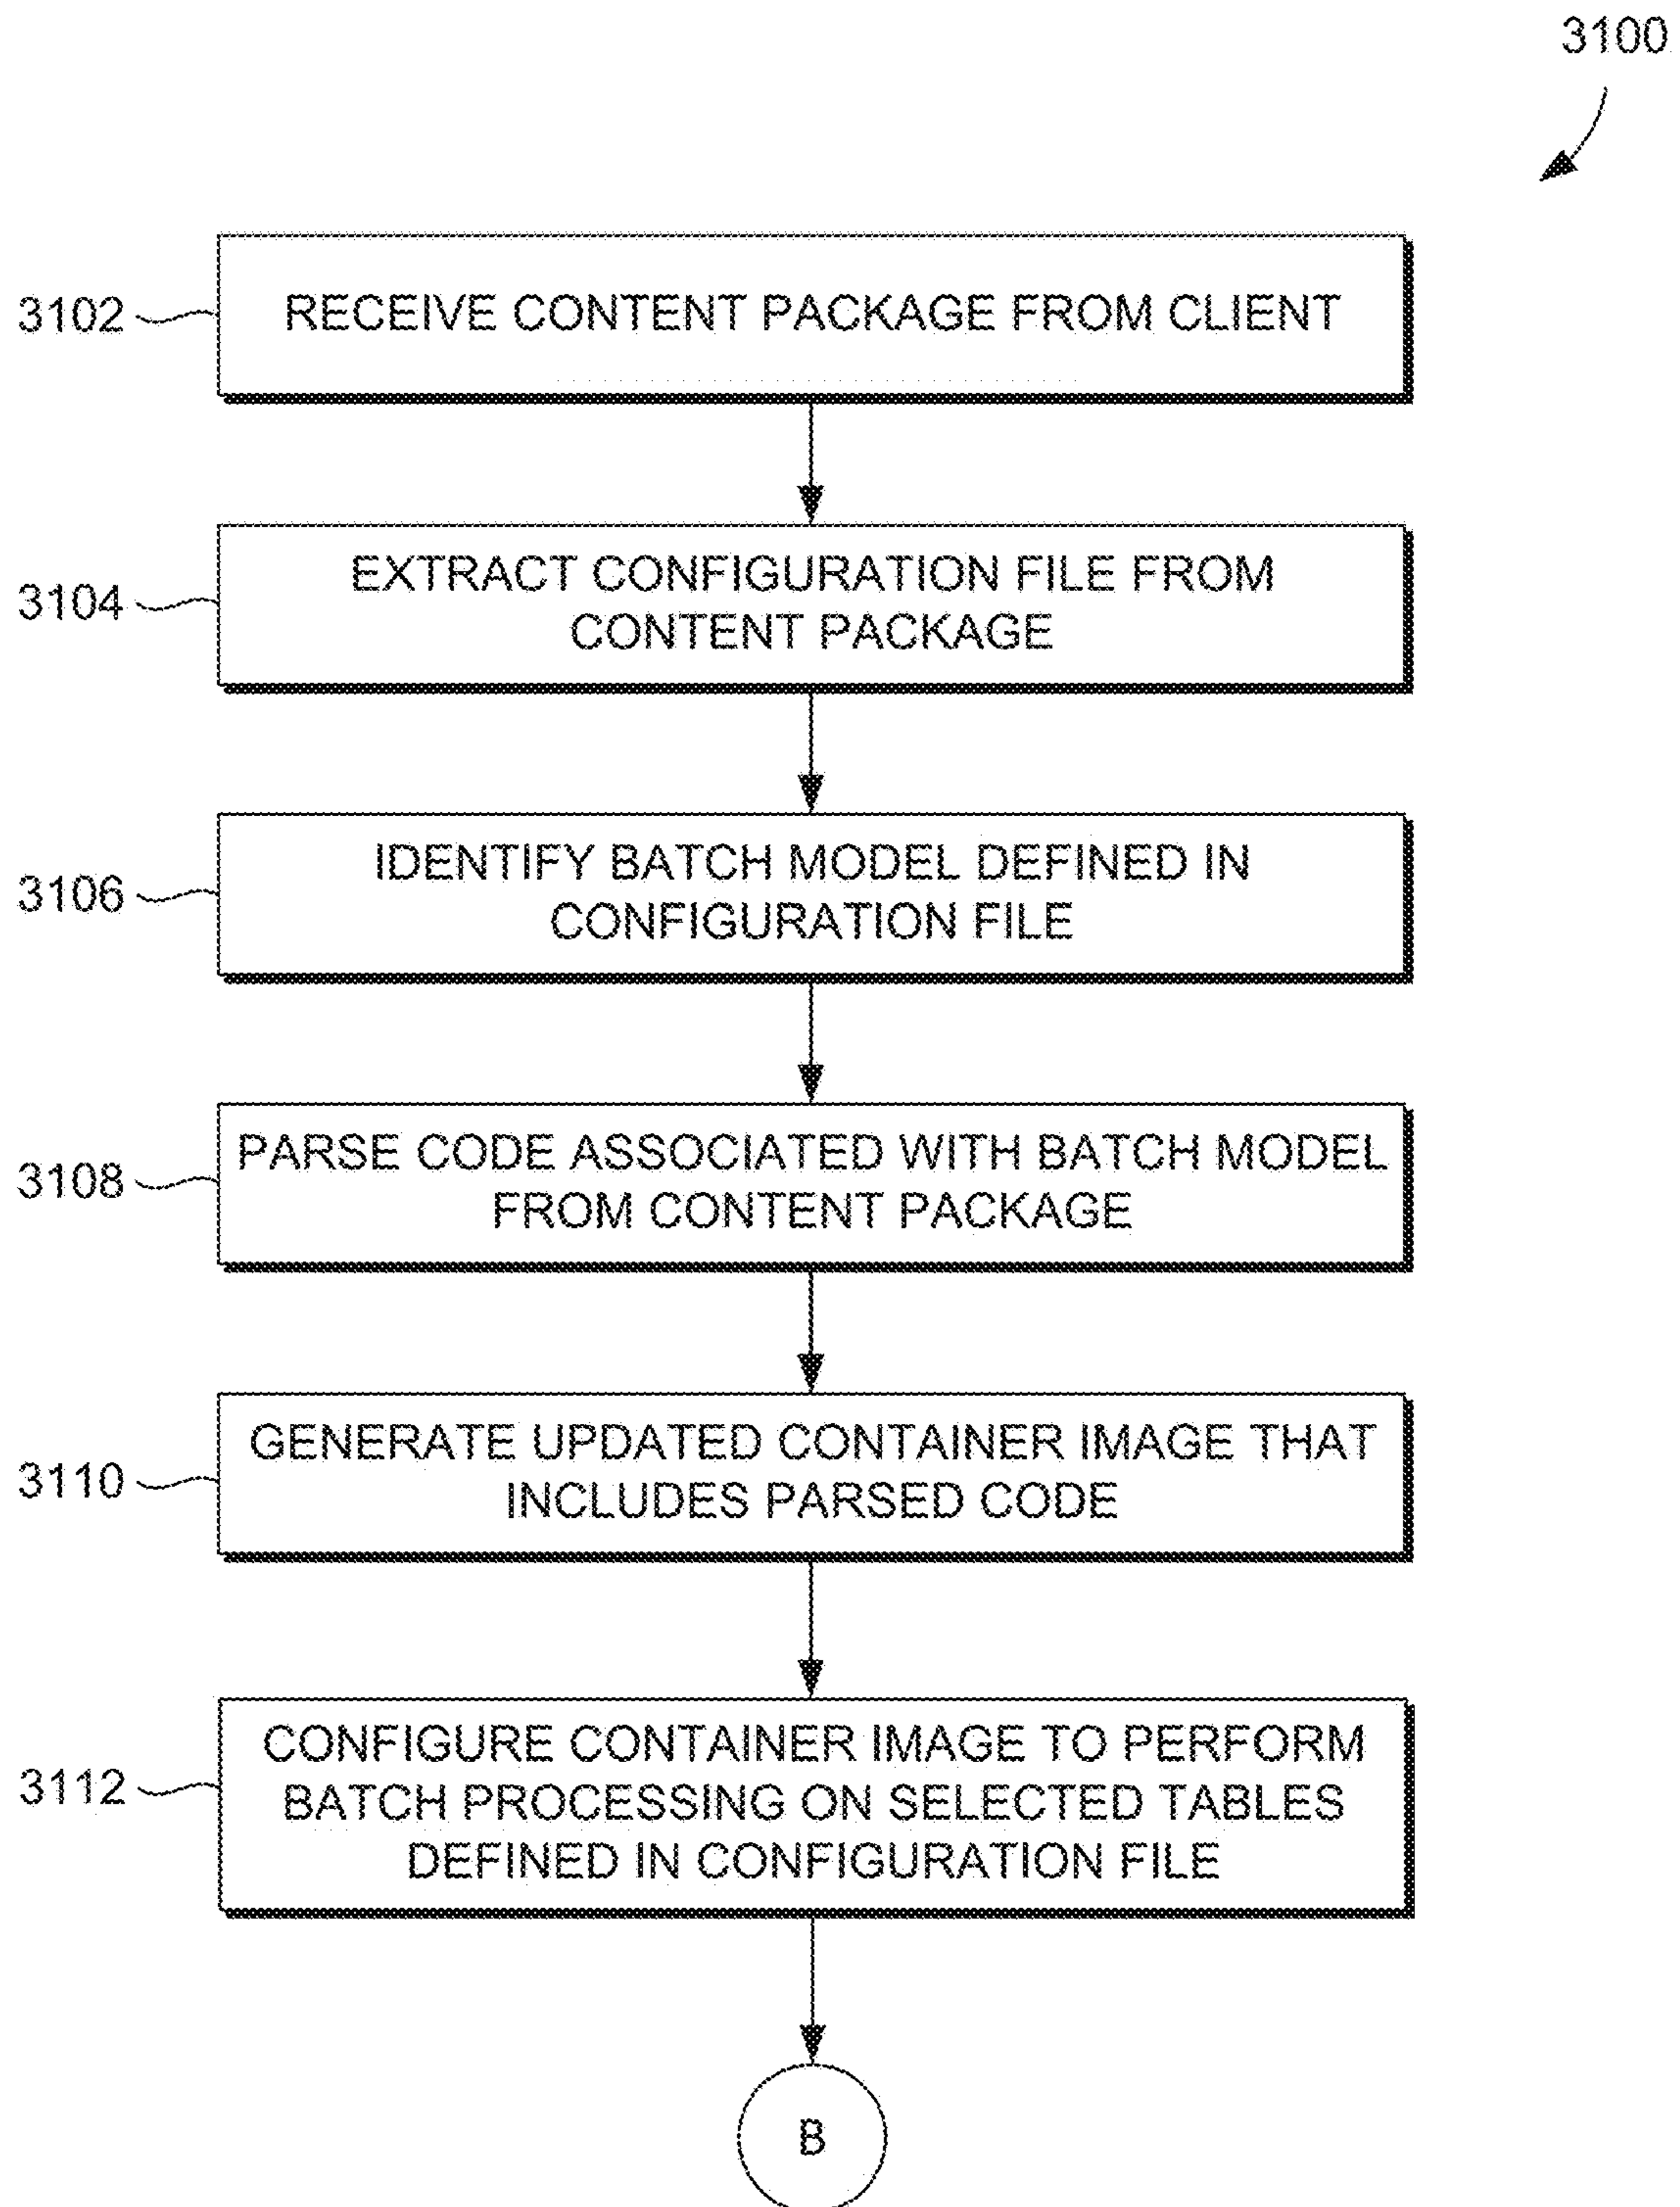 3100
3102
RECEIVE CONTENT PACKAGE FROM CLIENT
3104
EXTRACT CONFIGURATION FILE FROM
CONTENT PACKAGE
3106
IDENTIFY BATCH MODEL DEFINED IN
CONFIGURATION FILE
3108
PARSE CODE ASSOCIATED WITH BATCH MODEL
FROM CONTENT PACKAGE
3110
GENERATE UPDATED CONTAINER IMAGE THAT
INCLUDES PARSED CODE
3112
CONFIGURE CONTAINER IMAGE TO PERFORM
BATCH PROCESSING ON SELECTED TABLES
DEFINED IN CONFIGURATION FILE
B